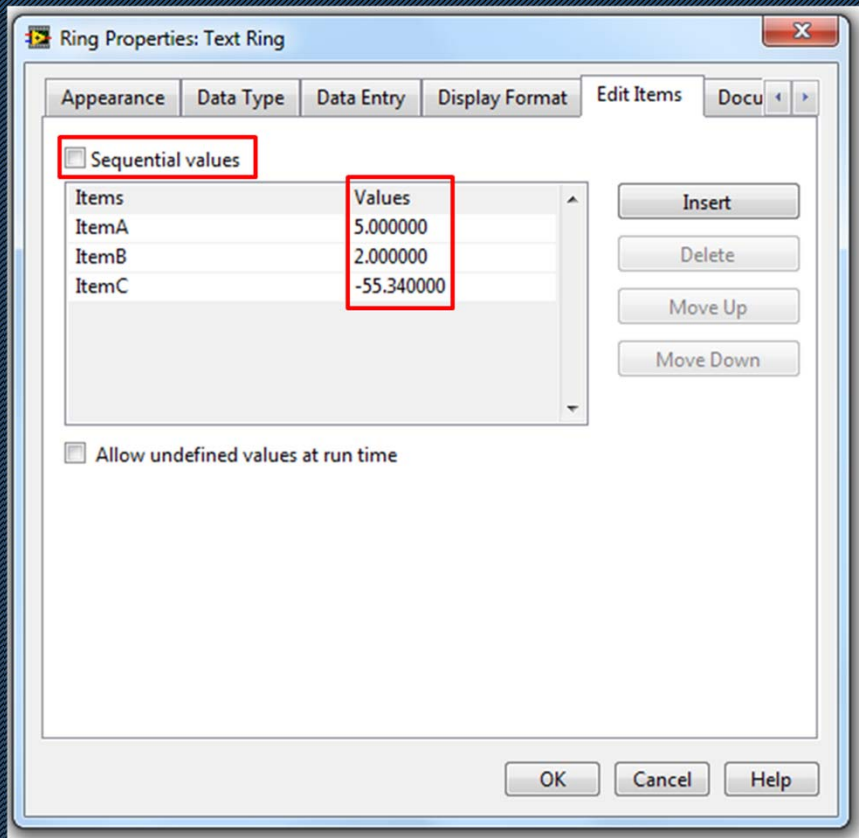 Ring Properties: Text Ring
Appearance Data Type Data Entry Display Format Edit Items Docu
Sequential values
Items Values
ItemA 5.000000
ItemB 2.000000
ItemC -55.340000
Insert
Delete
Move Up
Move Down
Allow undefined values at run time
OK Cancel Help